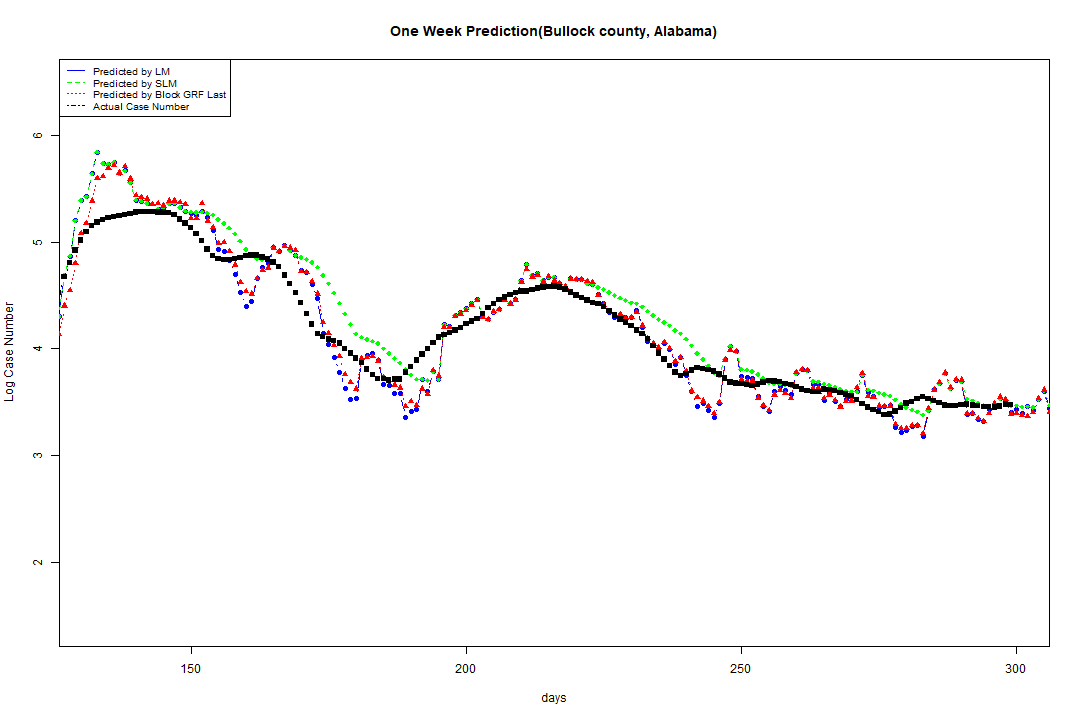 One Week Prediction(Bullock county, Alabama)
Predicted by LM
Predicted by SLM
Predicted by Block GRF Last
Actual Case Number
6
5
4
3
2
Log Case Number
150
200
250
300
days